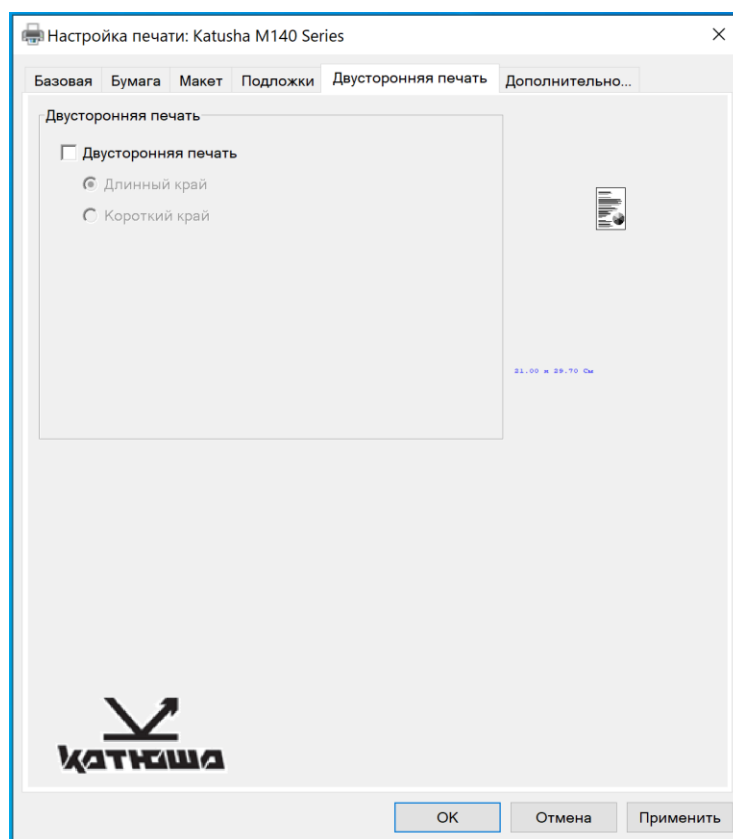 Настройка печати: Katusha M140 Series
Базовая Бумага Макет Подложки Двусторонняя печать Дополнительно...
Двусторонняя печать
Двусторонняя печать
Длинный край
Короткий край
21.00 x 29.70 См
катюша
OK Отмена Применить